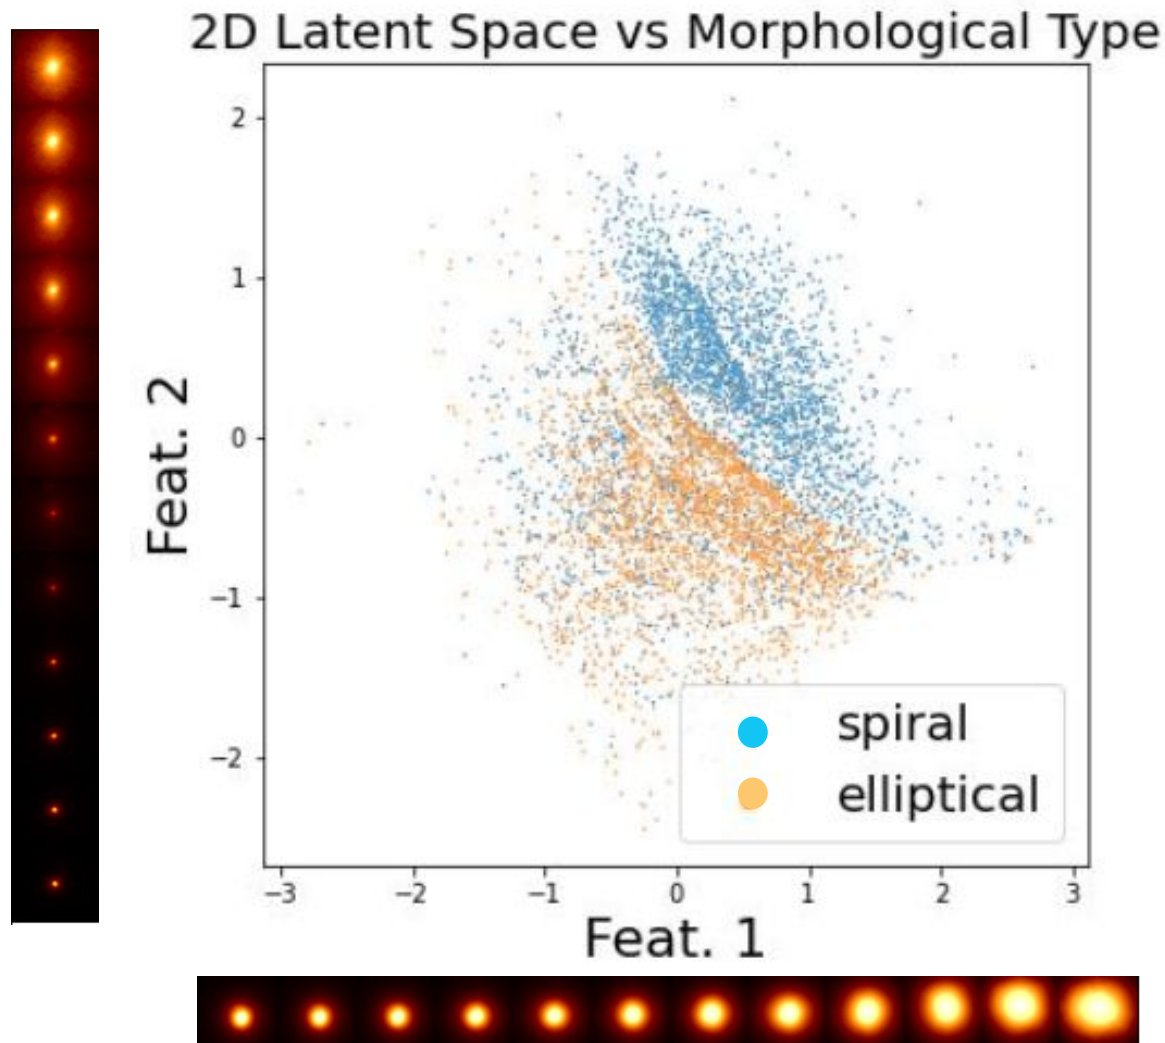 2D Latent Space vs Morphological Type
2
1
0
−1
−2
Feat. 2
spiral
elliptical
−3 −2 −1 0 1 2 3
Feat. 1